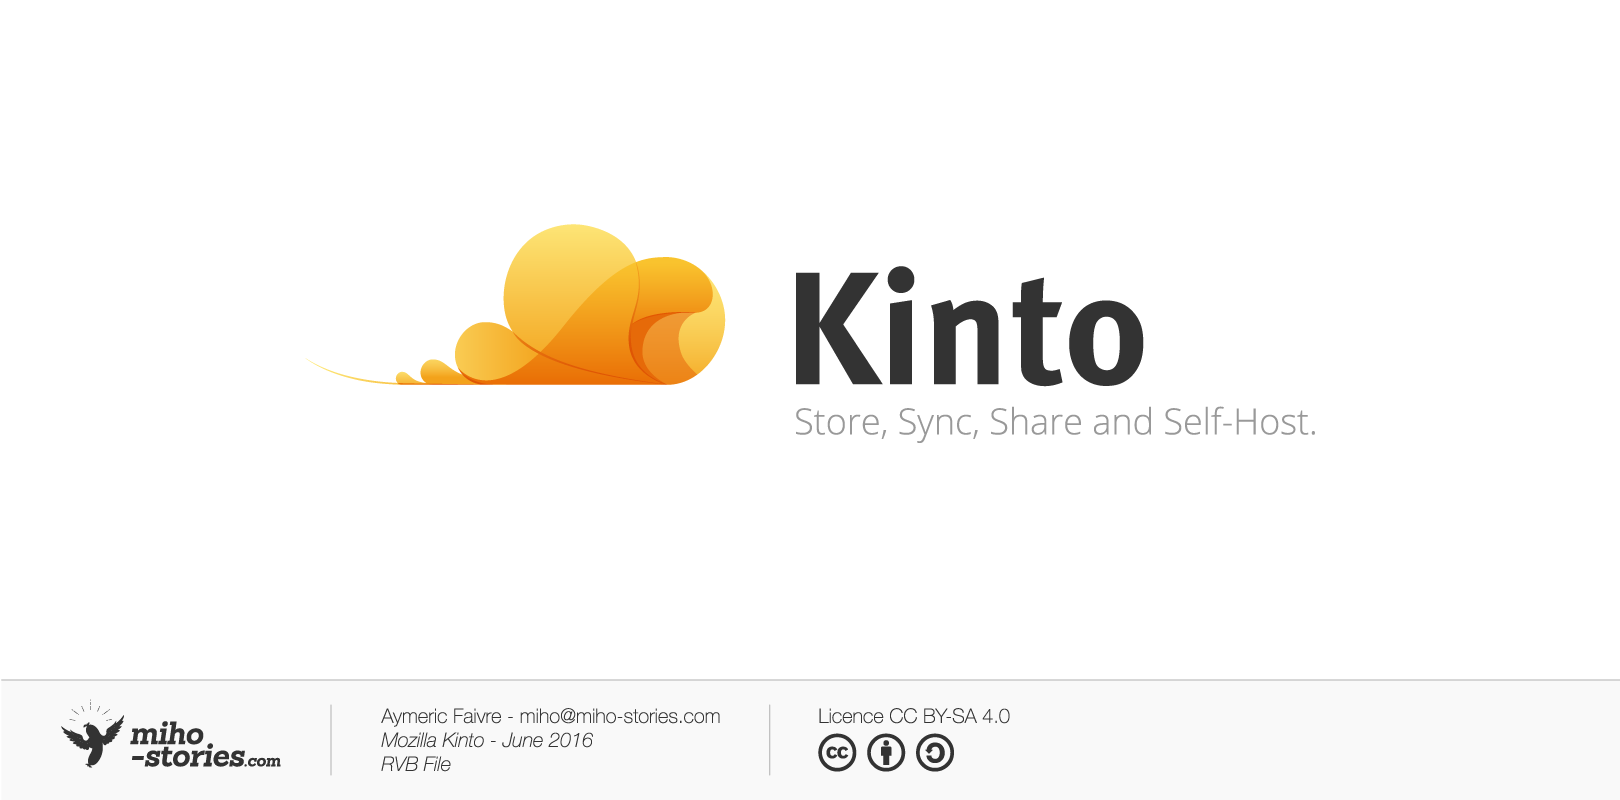 Kinto
Store, Sync, Share and Self-Host.
miho
-stories.com
Aymeric Faivre - miho@miho-stories.com
Mozilla Kinto - June 2016
RVB File
Licence CC BY-SA 4.0
cc